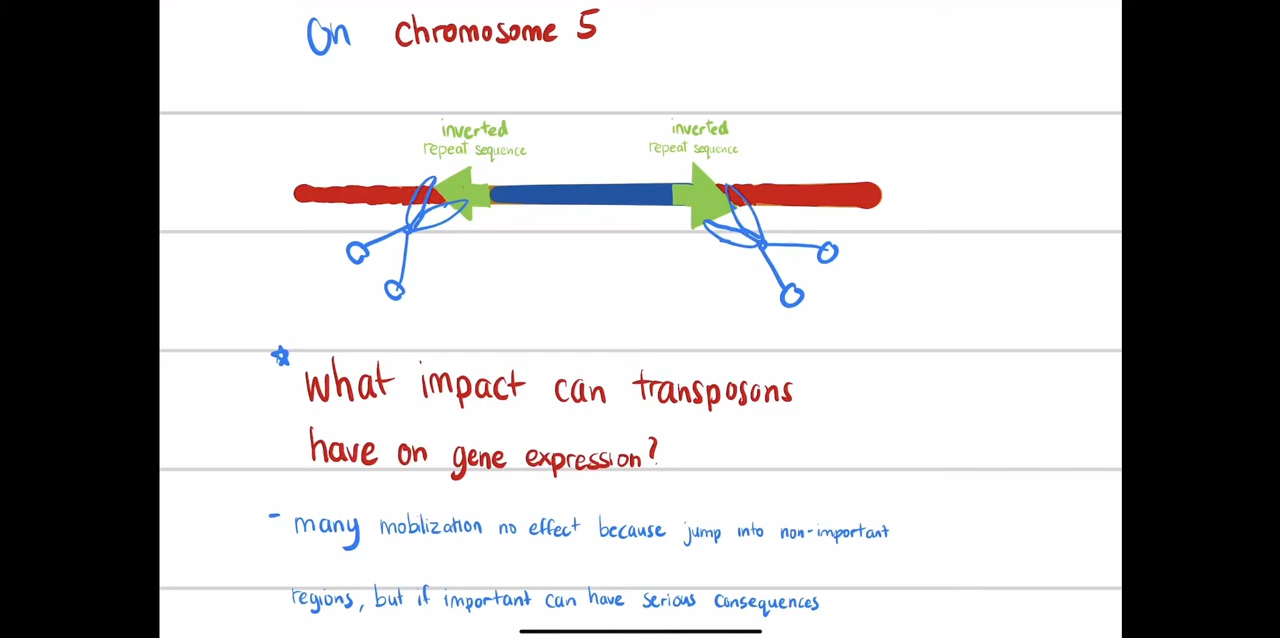 On chromosome 5
inverted inverted
repeat sequence repeat sequence
What impact can transposons
have on gene expression?
- many mobilization no effect because jump into non-important
regions, but if important can have serious consequences